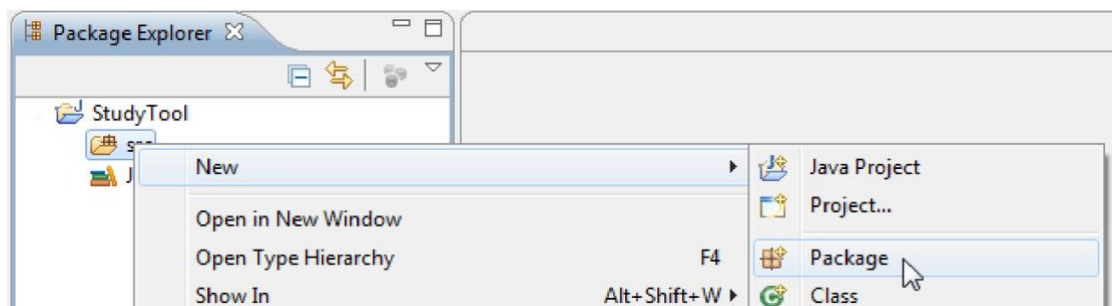 Package Explorer
StudyTool
New
Java Project
Project...
Open in New Window
Open Type Hierarchy F4
Package
Show In Alt+Shift+W
Class